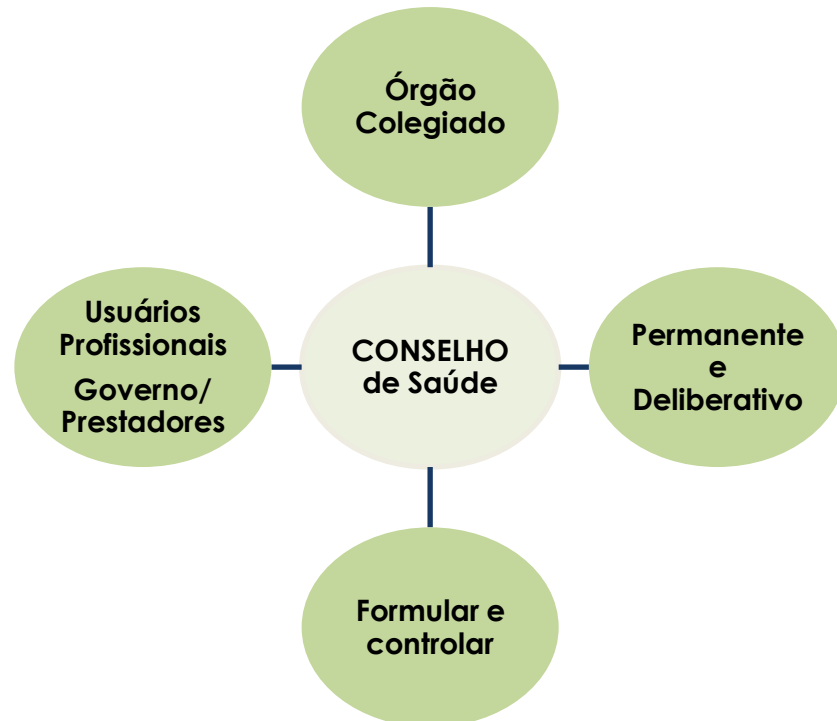 Órgão
Colegiado
Usuários
Profissionais
Governo/
Prestadores
CONSELHO
de Saúde
Permanente
e
Deliberativo
Formular e
controlar